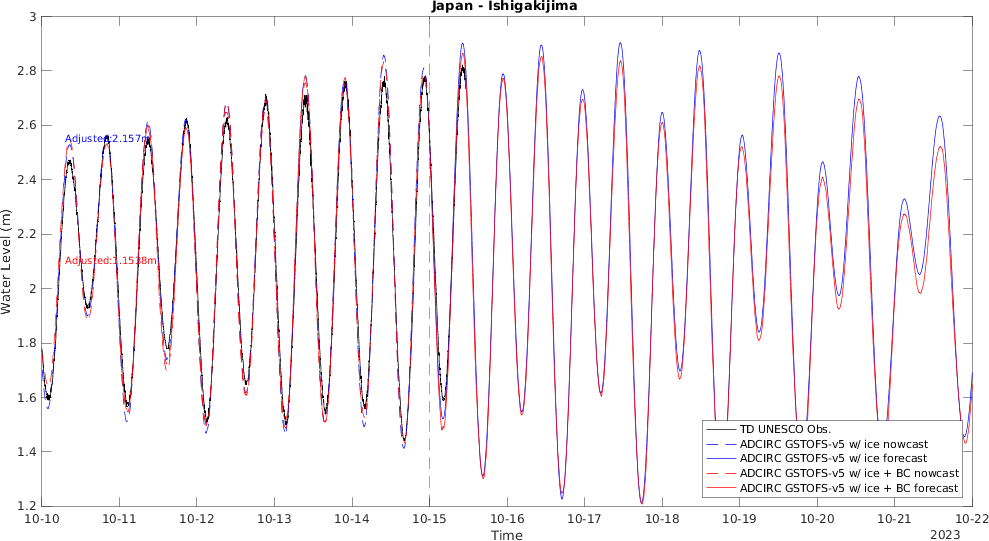 Japan - Ishigakijima
3
2.8
2.6
2.4
2.2
2
1.8
1.6
1.4
1.2
Water Level (m)
Adjusted:2.157m
Adjusted:1.1538m
TD UNESCO Obs.
ADCIRC GSTOFS-v5 w/ ice nowcast
ADCIRC GSTOFS-v5 w/ ice forecast
ADCIRC GSTOFS-v5 w/ ice + BC nowcast
ADCIRC GSTOFS-v5 w/ ice + BC forecast
10-10 10-11 10-12 10-13 10-14 10-15 10-16 10-17 10-18 10-19 10-20 10-21 10-22
Time
2023